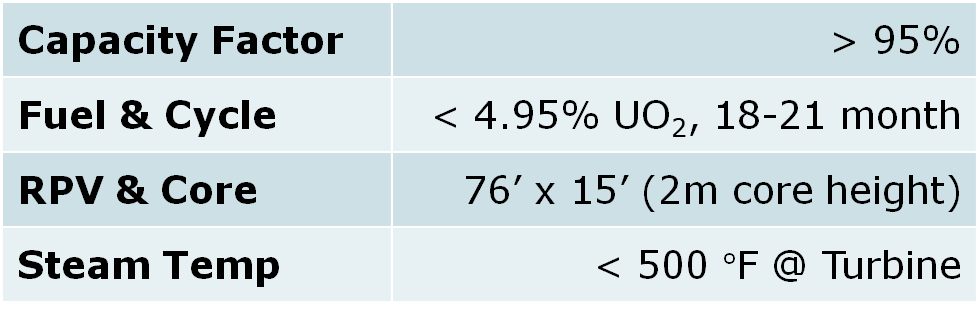 Capacity Factor > 95%
Fuel & Cycle < 4.95% UO₂, 18-21 month
RPV & Core 76′ x 15′ (2m core height)
Steam Temp < 500 °F @ Turbine